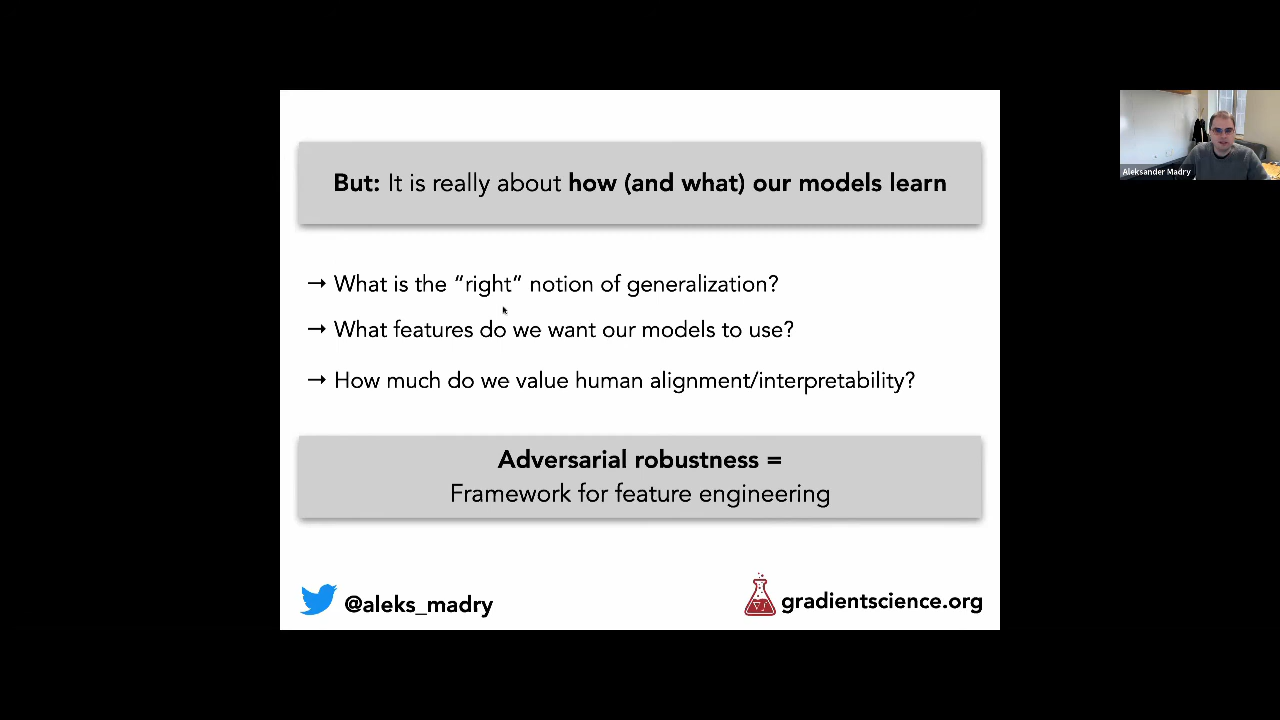 But: It is really about how (and what) our models learn
Aleksander Madry
→ What is the “right” notion of generalization?
→ What features do we want our models to use?
→ How much do we value human alignment/interpretability?
Adversarial robustness =
Framework for feature engineering
@aleks_madry
gradientscience.org